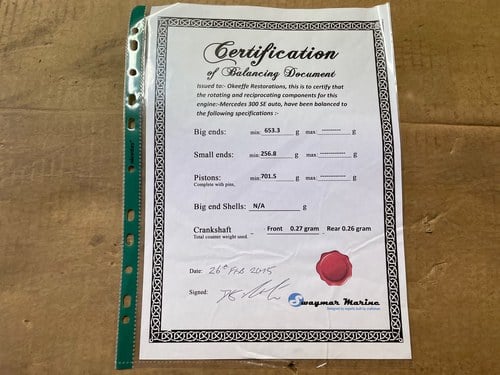 Certification
of Balancing Document
Issued to:- Okeeffe Restorations, this is to certify that
the rotating and reciprocating components for this
engine:-Mercedes 300 SE auto, have been balanced to
the following specifications :-
Big ends: min: 653.3 g max: ---------- g
Small ends: min: 256.8 g max: ---------- g
Pistons: min: 701.5 g max: ---------- g
Complete with pins,
Big end Shells: N/A g
Crankshaft – Front 0.27 gram - Rear 0.26 gram
Total counter weight used.
Date: 26th Feb 2015
Signed:
Swaymar Marine